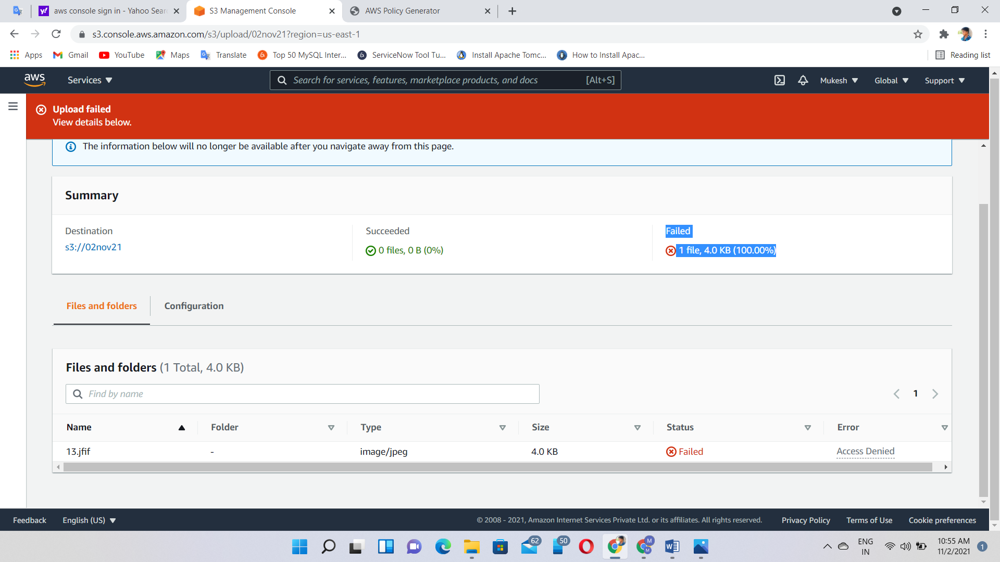 aws console sign in - Yahoo Sear
S3 Management Console
AWS Policy Generator
s3.console.aws.amazon.com/s3/upload/02nov21?region=us-east-1
Apps
Gmail
YouTube
Maps
Translate
Top 50 MySQL Inter...
ServiceNow Tool Tu...
Install Apache Tomc...
How to Install Apac...
Reading list
aws
Services
Search for services, features, marketplace products, and docs
[Alt+S]
Mukesh
Global
Support
Upload failed
View details below.
The information below will no longer be available after you navigate away from this page.
Summary
Destination
s3://02nov21
Succeeded
0 files, 0 B (0%)
Failed
1 file, 4.0 KB (100.00%)
Files and folders
Configuration
Files and folders (1 Total, 4.0 KB)
Find by name
1
Name
Folder
Type
Size
Status
Error
13.jfif
-
image/jpeg
4.0 KB
Failed
Access Denied
Feedback
English (US)
© 2008 - 2021, Amazon Internet Services Private Ltd. or its affiliates. All rights reserved.
Privacy Policy
Terms of Use
Cookie preferences
62
50
M
M
ENG
IN
10:55 AM
11/2/2021
1